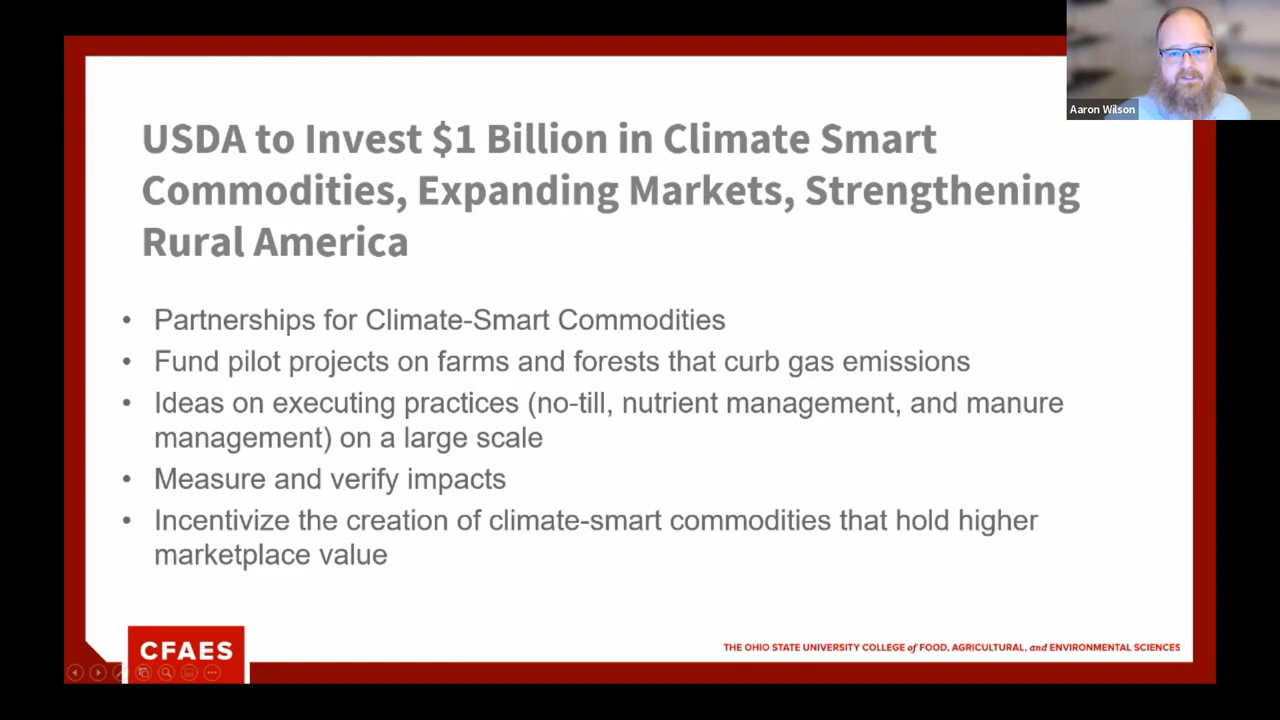 Aaron Wilson
USDA to Invest $1 Billion in Climate Smart
Commodities, Expanding Markets, Strengthening
Rural America
• Partnerships for Climate-Smart Commodities
• Fund pilot projects on farms and forests that curb gas emissions
• Ideas on executing practices (no-till, nutrient management, and manure
management) on a large scale
• Measure and verify impacts
• Incentivize the creation of climate-smart commodities that hold higher
marketplace value
CFAES
THE OHIO STATE UNIVERSITY COLLEGE of FOOD, AGRICULTURAL, and ENVIRONMENTAL SCIENCES